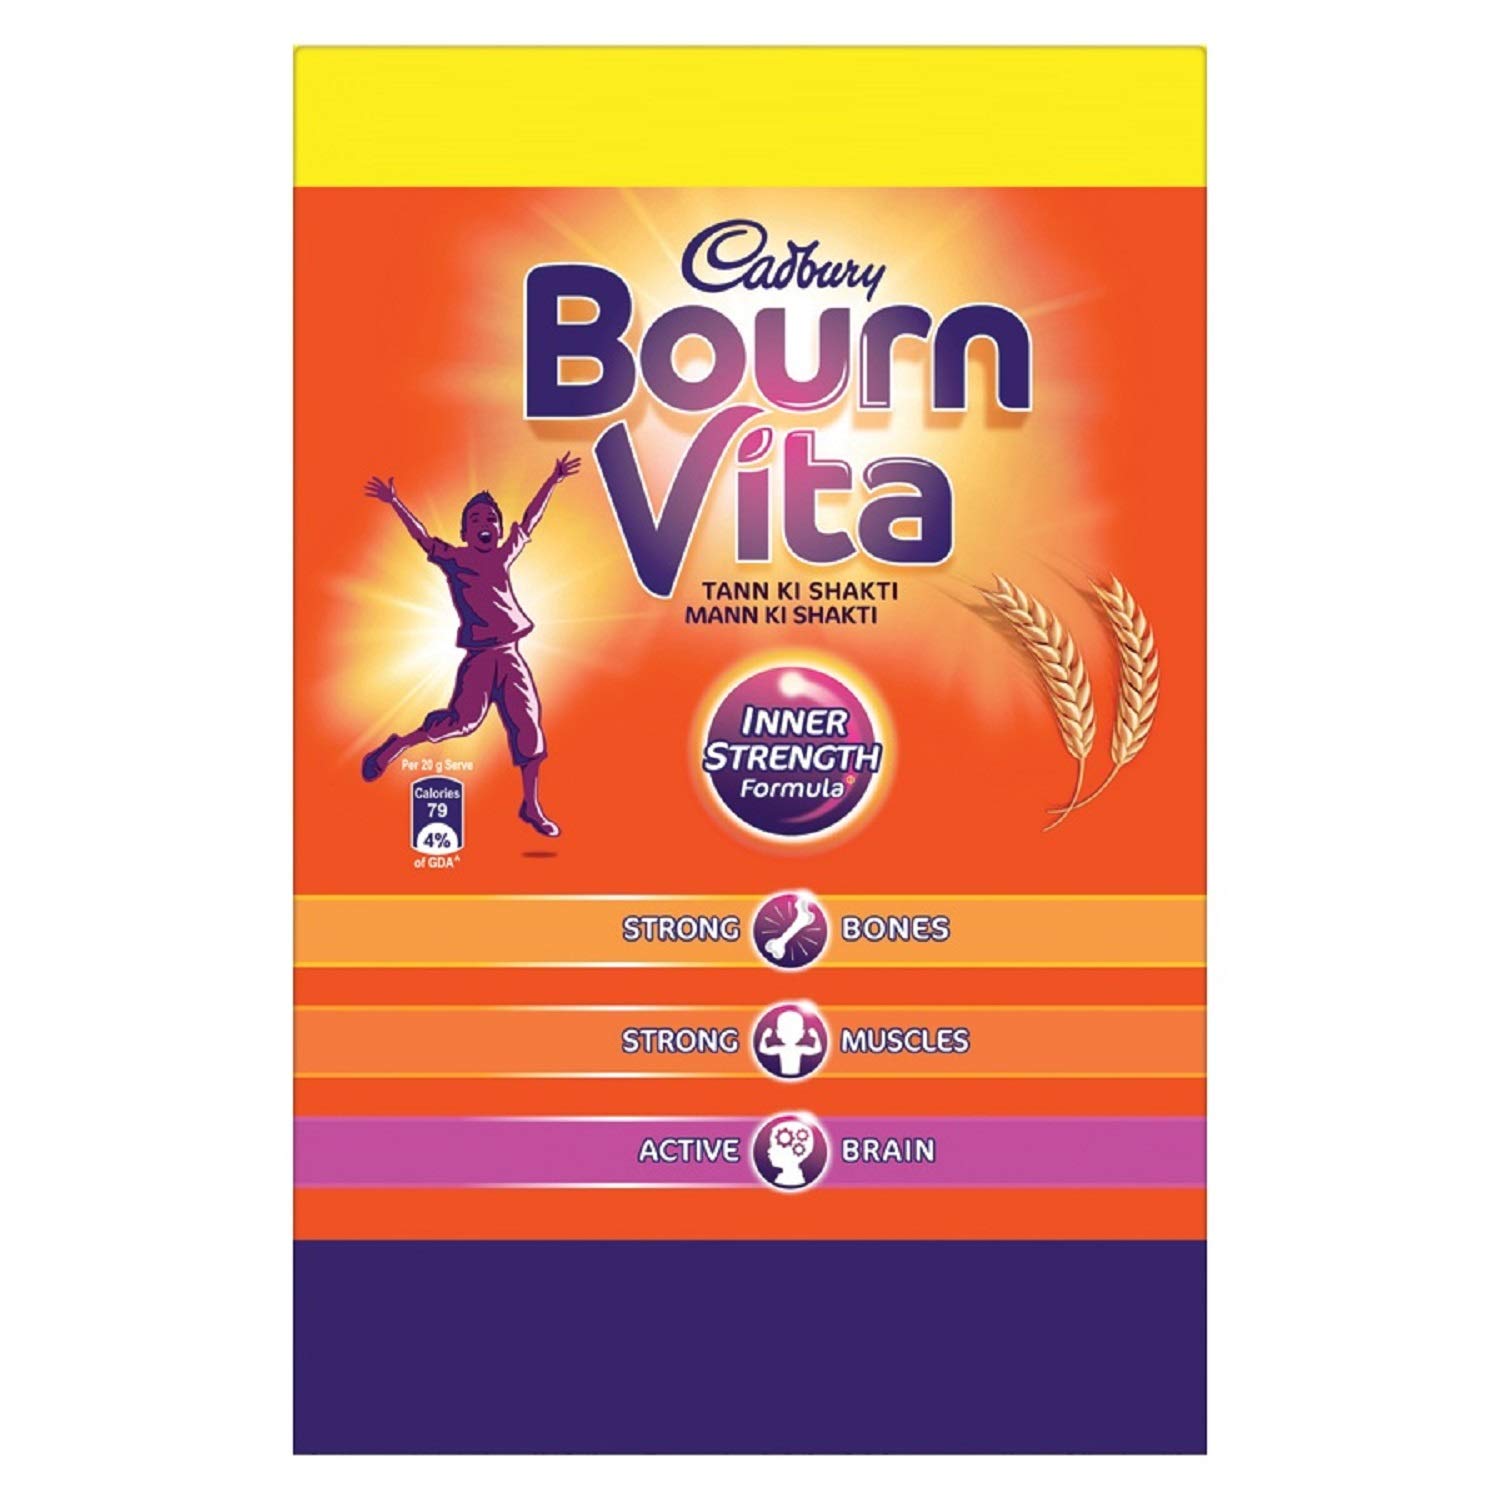 Cadbury
Bourn
Vita
TANN KI SHAKTI
MANN KI SHAKTI
INNER
STRENGTH
Formula
Per 20 g Serve
Calories
79
4%
of GDA^
STRONG BONES
STRONG MUSCLES
ACTIVE BRAIN